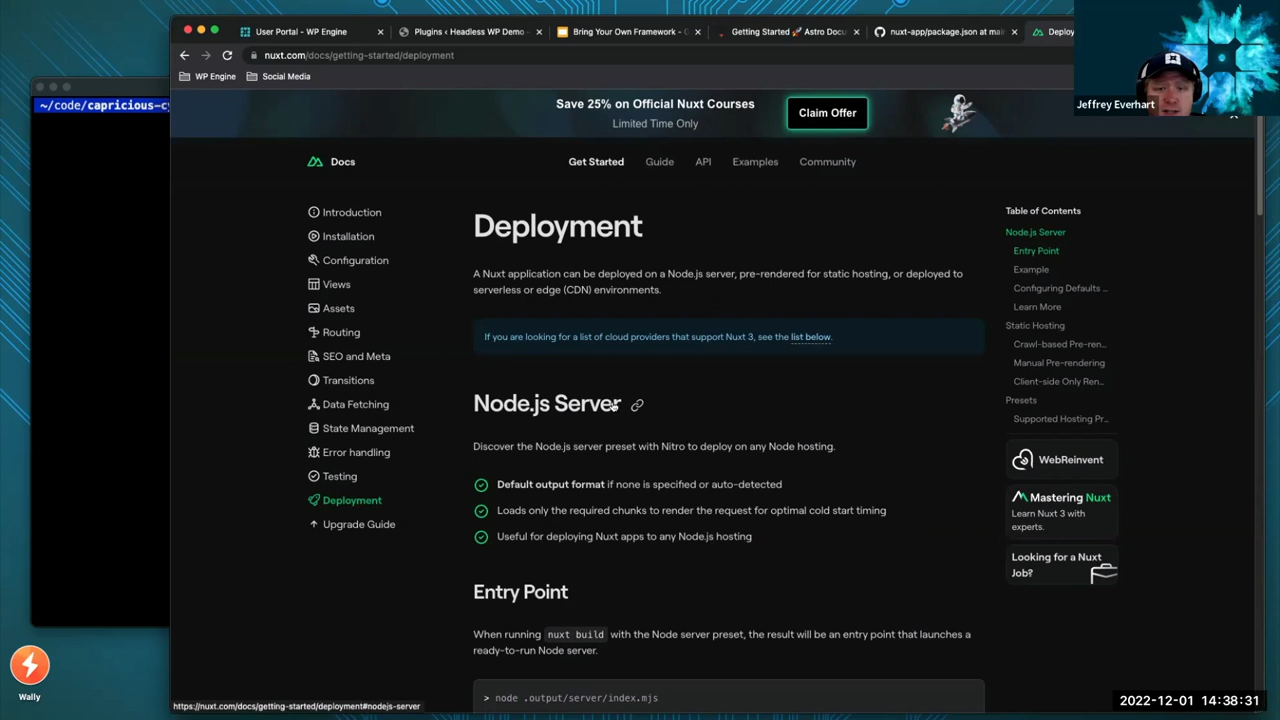 User Portal - WP Engine
Plugins ‹ Headless WP Demo -
Bring Your Own Framework - G
Getting Started 🚀 Astro Docu
nuxt-app/package.json at mai
Deploy
nuxt.com/docs/getting-started/deployment
WP Engine
Social Media
Jeffrey Everhart
~/code/capricious-cy
Save 25% on Official Nuxt Courses
Limited Time Only
Claim Offer
Docs
Get Started
Guide
API
Examples
Community
Introduction
Installation
Configuration
Views
Assets
Routing
SEO and Meta
Transitions
Data Fetching
State Management
Error handling
Testing
Deployment
Upgrade Guide
Deployment
A Nuxt application can be deployed on a Node.js server, pre-rendered for static hosting, or deployed to
serverless or edge (CDN) environments.
If you are looking for a list of cloud providers that support Nuxt 3, see the list below.
Node.js Server
Discover the Node.js server preset with Nitro to deploy on any Node hosting.
Default output format if none is specified or auto-detected
Loads only the required chunks to render the request for optimal cold start timing
Useful for deploying Nuxt apps to any Node.js hosting
Entry Point
When running nuxt build with the Node server preset, the result will be an entry point that launches a
ready-to-run Node server.
> node .output/server/index.mjs
Table of Contents
Node.js Server
Entry Point
Example
Configuring Defaults ...
Learn More
Static Hosting
Crawl-based Pre-ren...
Manual Pre-rendering
Client-side Only Ren...
Presets
Supported Hosting Pr...
WebReinvent
Mastering Nuxt
Learn Nuxt 3 with
experts.
Looking for a Nuxt
Job?
Wally
https://nuxt.com/docs/getting-started/deployment#nodejs-server
2022-12-01 14:38:31